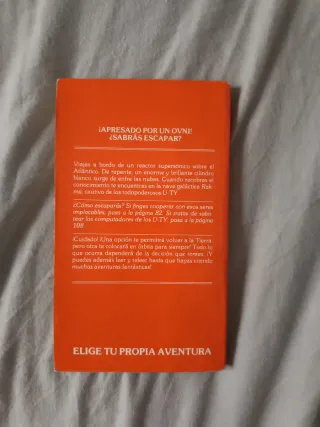 ¡APRESADO POR UN OVNI!
¿SABRÁS ESCAPAR?
Viajas a bordo de un reactor supersónico sobre el
Atlántico. De repente, un enorme y brillante cilindro
blanco surge de entre las nubes. Cuando recobras el
conocimiento te encuentras en la nave galáctica Rak-
ma, cautivo de los todopoderosos U TY.
¿Cómo escaparás? Si finges cooperar con esos seres
implacables, pasa a la página 82. Si tratas de sabo-
tear los computadores de los U.TY. pasa a la página
¡Cuidado! ¡Una opción te permitirá volver a la Tierra,
pero otra te colocará en órbita para siempre! Todo lo
que ocurra dependerá de la decisión que tomes. ¡Y
puedes además leer y releer hasta que hayas corrido
muchas aventuras fantásticas!
ELIGE TU PROPIA AVENTURA